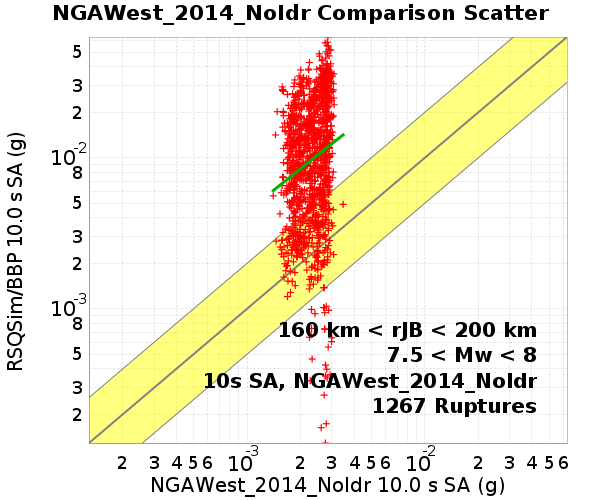 NGAWest_2014_NoIdr Comparison Scatter
RSQSim/BBP 10.0 s SA (g)
5
3
2
10-2
8
5
3
2
10-3
8
5
3
2
160 km < rJB < 200 km
7.5 < Mw < 8
10s SA, NGAWest_2014_NoIdr
1267 Ruptures
2 3 4 5 6 10-3 2 3 4 5 6 8 10-2 2 3 4 5 6
NGAWest_2014_NoIdr 10.0 s SA (g)